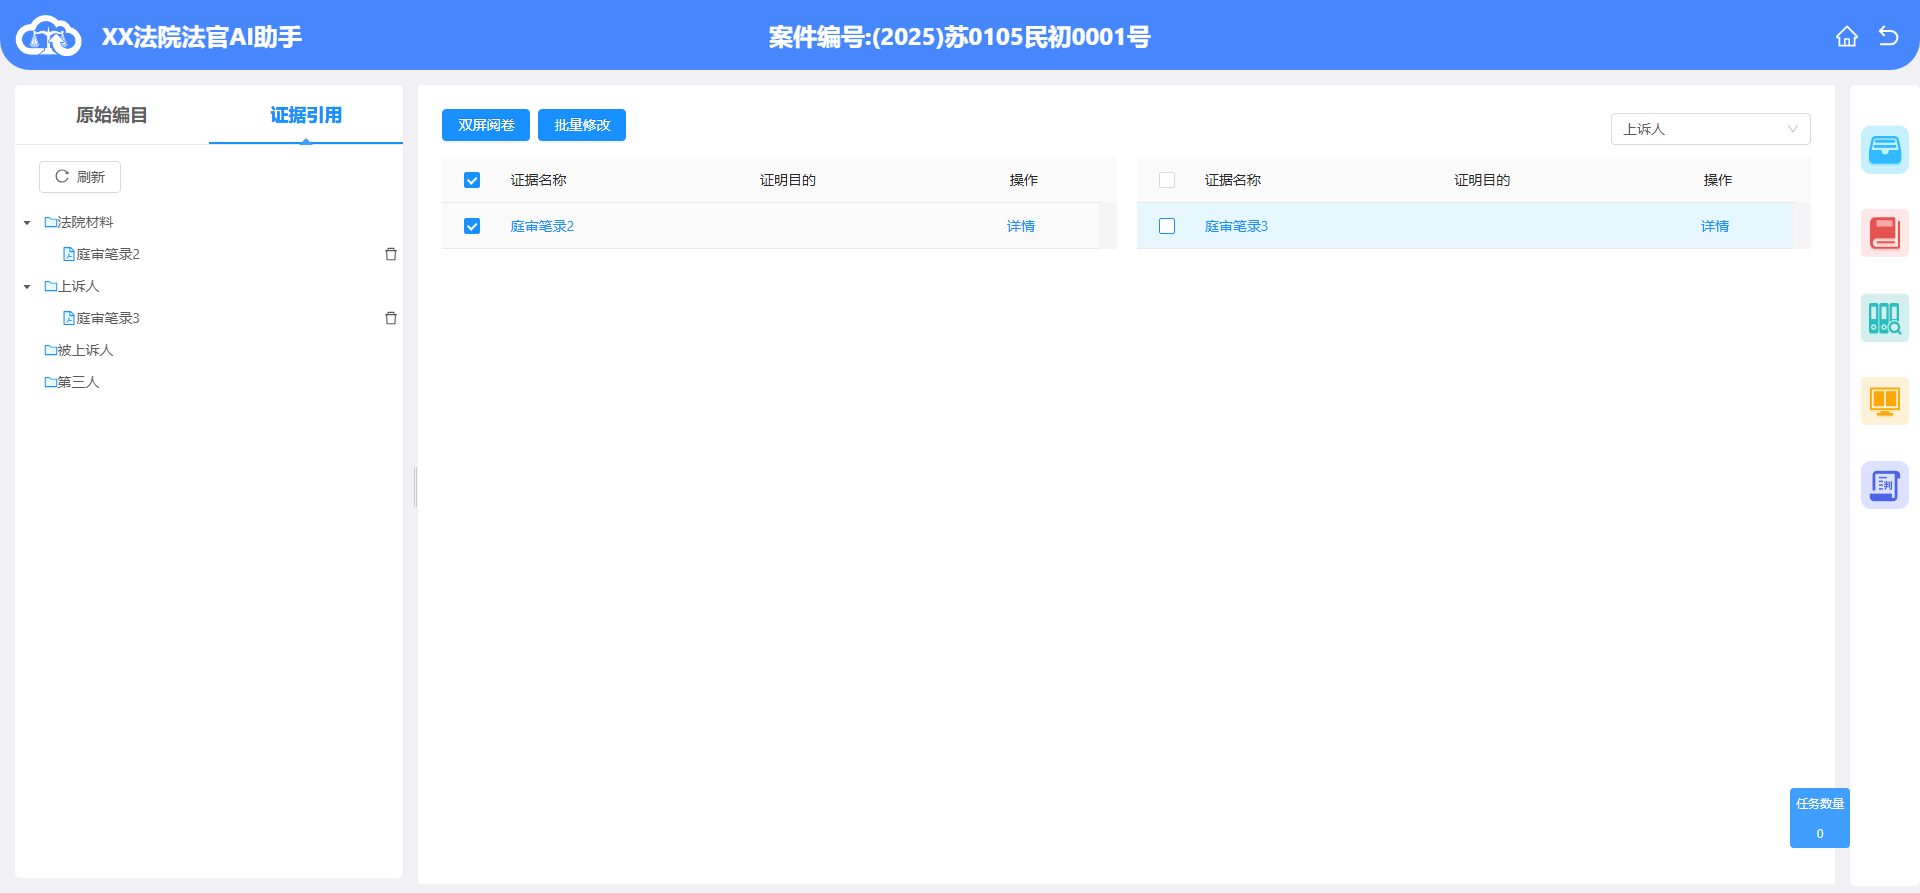 XX法院法官AI助手
案件编号:(2025)苏0105民初0001号
原始编目
证据引用
刷新
法院材料
庭审笔录2
上诉人
庭审笔录3
被上诉人
第三人
双屏阅卷
批量修改
上诉人
证据名称 证明目的 操作
庭审笔录2 详情
证据名称 证明目的 操作
庭审笔录3 详情
判
任务数量
0